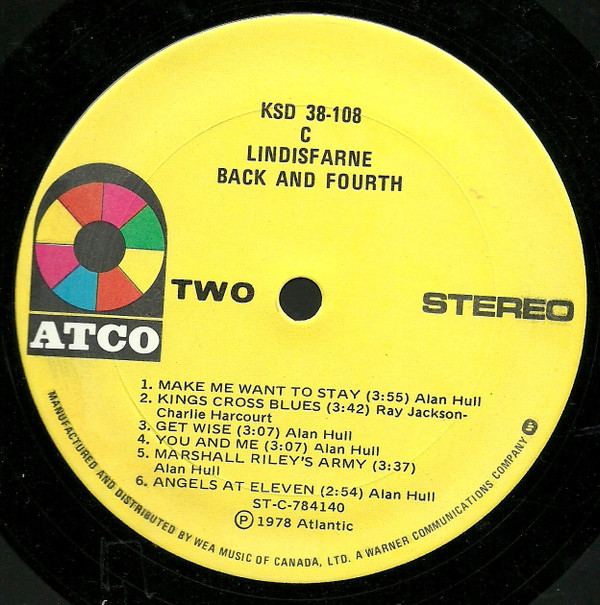 KSD 38-108
C
LINDISFARNE
BACK AND FOURTH
TWO
STEREO
ATCO
1. MAKE ME WANT TO STAY (3:55) Alan Hull
2. KINGS CROSS BLUES (3:42) Ray Jackson-
Charlie Harcourt
3. GET WISE (3:07) Alan Hull
4. YOU AND ME (3:07) Alan Hull
5. MARSHALL RILEY'S ARMY (3:37)
Alan Hull
6. ANGELS AT ELEVEN (2:54) Alan Hull
ST-C-784140
Ⓟ 1978 Atlantic
MANUFACTURED AND DISTRIBUTED BY WEA MUSIC OF CANADA, LTD. A WARNER COMMUNICATIONS COMPANY